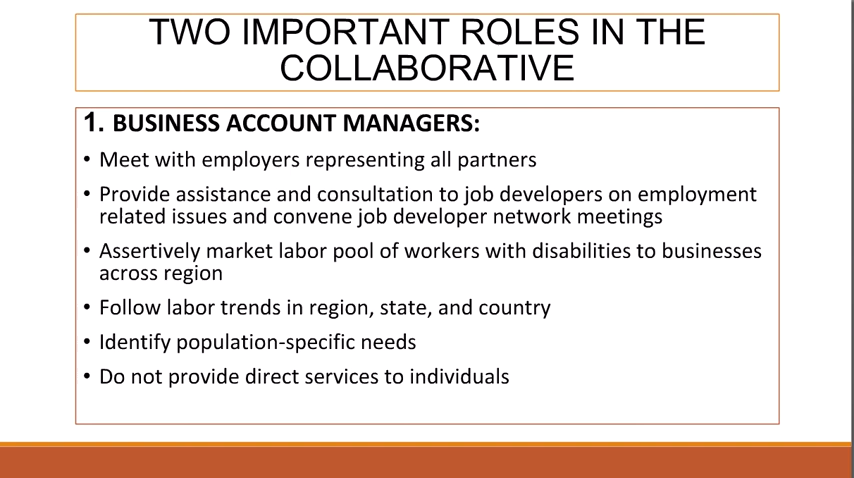 TWO IMPORTANT ROLES IN THE
COLLABORATIVE
1. BUSINESS ACCOUNT MANAGERS:
• Meet with employers representing all partners
• Provide assistance and consultation to job developers on employment
related issues and convene job developer network meetings
• Assertively market labor pool of workers with disabilities to businesses
across region
• Follow labor trends in region, state, and country
• Identify population-specific needs
• Do not provide direct services to individuals